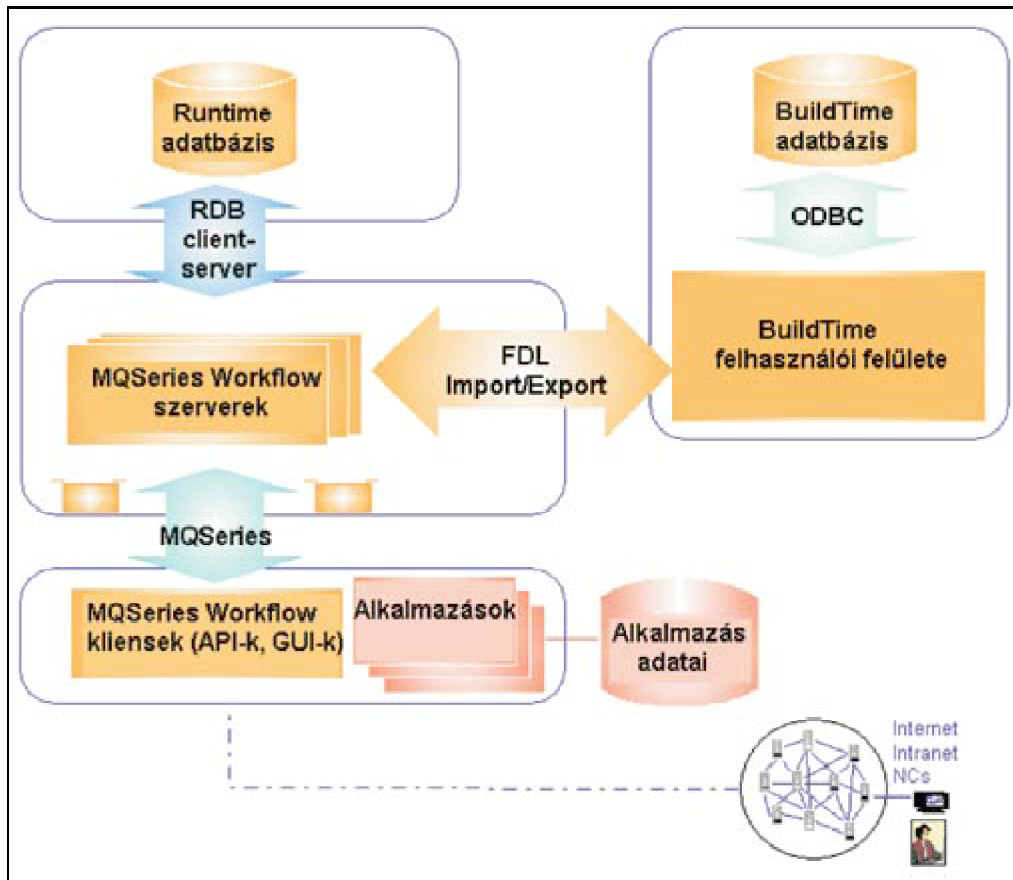 Runtime
adatbázis
BuildTime
adatbázis
RDB
client-
server
ODBC
MQSeries Workflow
szerverek
FDL
Import/Export
BuildTime
felhasználói felülete
MQSeries
MQSeries Workflow
kliensek (API-k, GUI-k)
Alkalmazások
Alkalmazás
adatai
Internet
Intranet
NCs